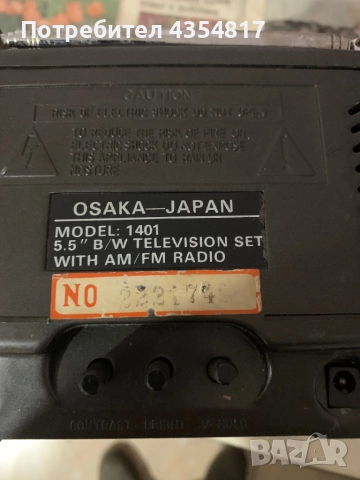 Потребител 4354817
CAUTION
RISK OF ELECTRIC SHOCK DO NOT OPEN
TO REDUCE THE RISK OF FIRE OR
ELECTRIC SHOCK DO NOT EXPOSE
THIS APPLIANCE TO RAIN OR
MOISTURE
OSAKA—JAPAN
MODEL: 1401
5.5" B/W TELEVISION SET
WITH AM/FM RADIO
NO
CONTRAST BRIGHT V-HOLD
bazar